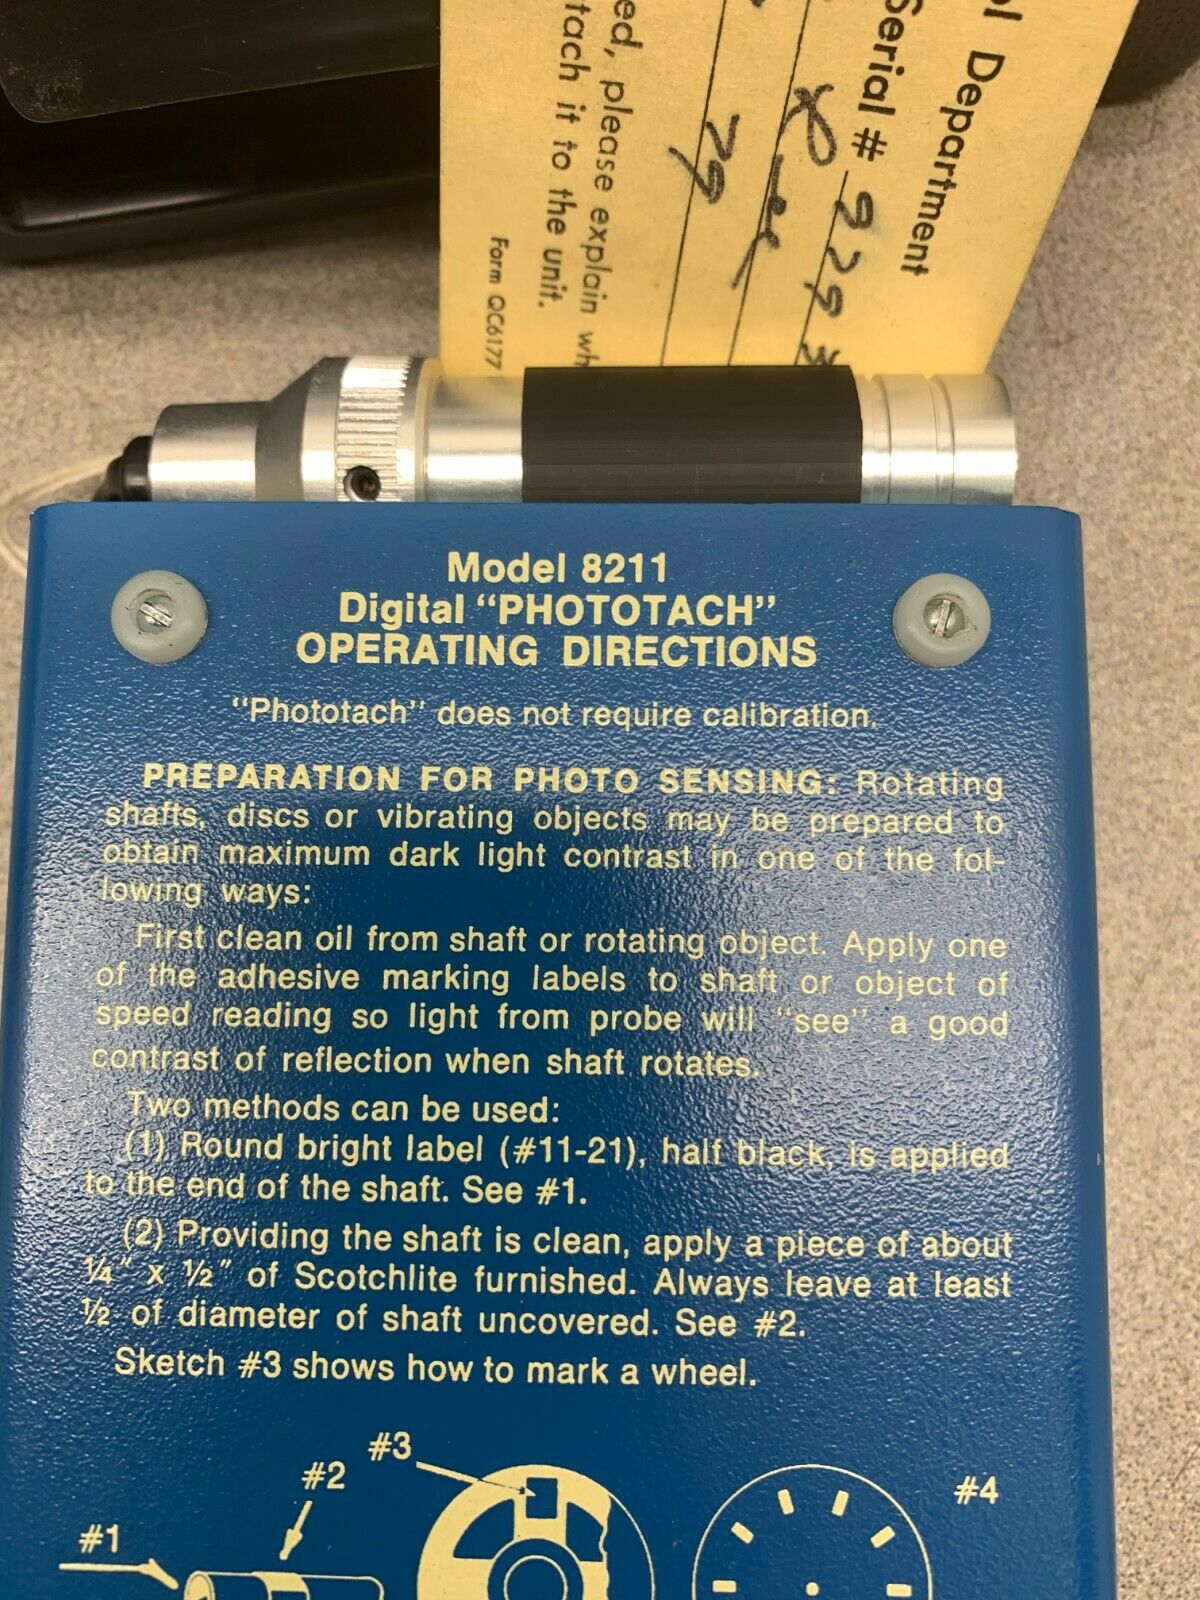 ol Department
Serial # 9293
79
ed, please explain wh
tach it to the unit.
Form QC6177
Model 8211
Digital "PHOTOTACH"
OPERATING DIRECTIONS
"Phototach" does not require calibration.
PREPARATION FOR PHOTO SENSING: Rotating
shafts, discs or vibrating objects may be prepared to
obtain maximum dark light contrast in one of the fol-
lowing ways:
First clean oil from shaft or rotating object. Apply one
of the adhesive marking labels to shaft or object of
speed reading so light from probe will "see" a good
contrast of reflection when shaft rotates.
Two methods can be used:
(1) Round bright label (#11-21), half black, is applied
to the end of the shaft. See #1.
(2) Providing the shaft is clean, apply a piece of about
¼" x ½" of Scotchlite furnished. Always leave at least
½ of diameter of shaft uncovered. See #2.
Sketch #3 shows how to mark a wheel.
#3
#2
#4
#1